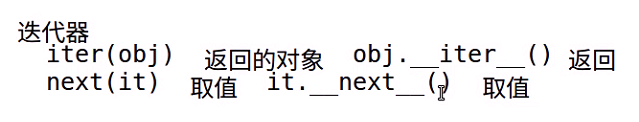 迭代器
iter(obj) 返回的对象 obj.__iter__() 返回
next(it) 取值 it.__next__() 取值